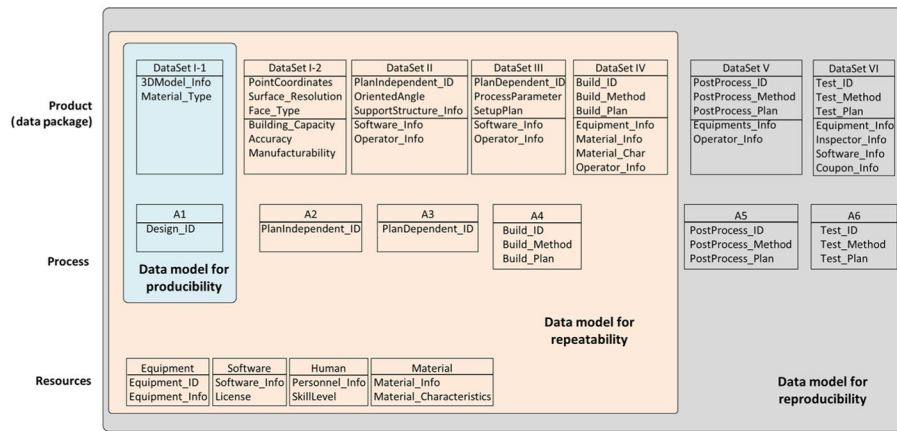 Product
(data package)
DataSet I-1
3DModel_Info
Material_Type
DataSet I-2
PointCoordinates
Surface_Resolution
Face_Type
Building_Capacity
Accuracy
Manufacturability
DataSet II
PlanIndependent_ID
OrientedAngle
SupportStructure_Info
Software_Info
Operator_Info
DataSet III
PlanDependent_ID
ProcessParameter
SetupPlan
Software_Info
Operator_Info
DataSet IV
Build_ID
Build_Method
Build_Plan
Equipment_Info
Material_Info
Material_Char
Operator_Info
DataSet V
PostProcess_ID
PostProcess_Method
PostProcess_Plan
Equipments_Info
Operator_Info
DataSet VI
Test_ID
Test_Method
Test_Plan
Equipment_Info
Inspector_Info
Software_Info
Coupon_Info
Process
A1
Design_ID
A2
PlanIndependent_ID
A3
PlanDependent_ID
A4
Build_ID
Build_Method
Build_Plan
A5
PostProcess_ID
PostProcess_Method
PostProcess_Plan
A6
Test_ID
Test_Method
Test_Plan
Data model for
producibility
Data model for
repeatability
Resources
Equipment
Equipment_ID
Equipment_Info
Software
Software_Info
License
Human
Personnel_Info
SkillLevel
Material
Material_Info
Material_Characteristics
Data model for
reproducibility